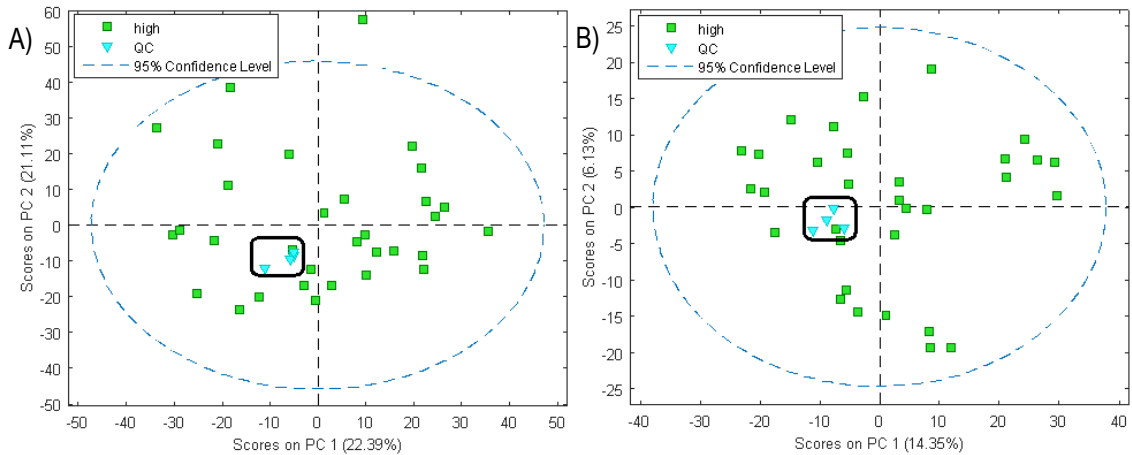 A)
high
QC
95% Confidence Level
60
50
40
30
20
10
0
-10
-20
-30
-40
-50
Scores on PC 2 (21.11%)
-50 -40 -30 -20 -10 0 10 20 30 40 50
Scores on PC 1 (22.39%)
B)
high
QC
95% Confidence Level
25
20
15
10
5
0
-5
-10
-15
-20
-25
Scores on PC 2 (6.13%)
-40 -30 -20 -10 0 10 20 30 40
Scores on PC 1 (14.35%)